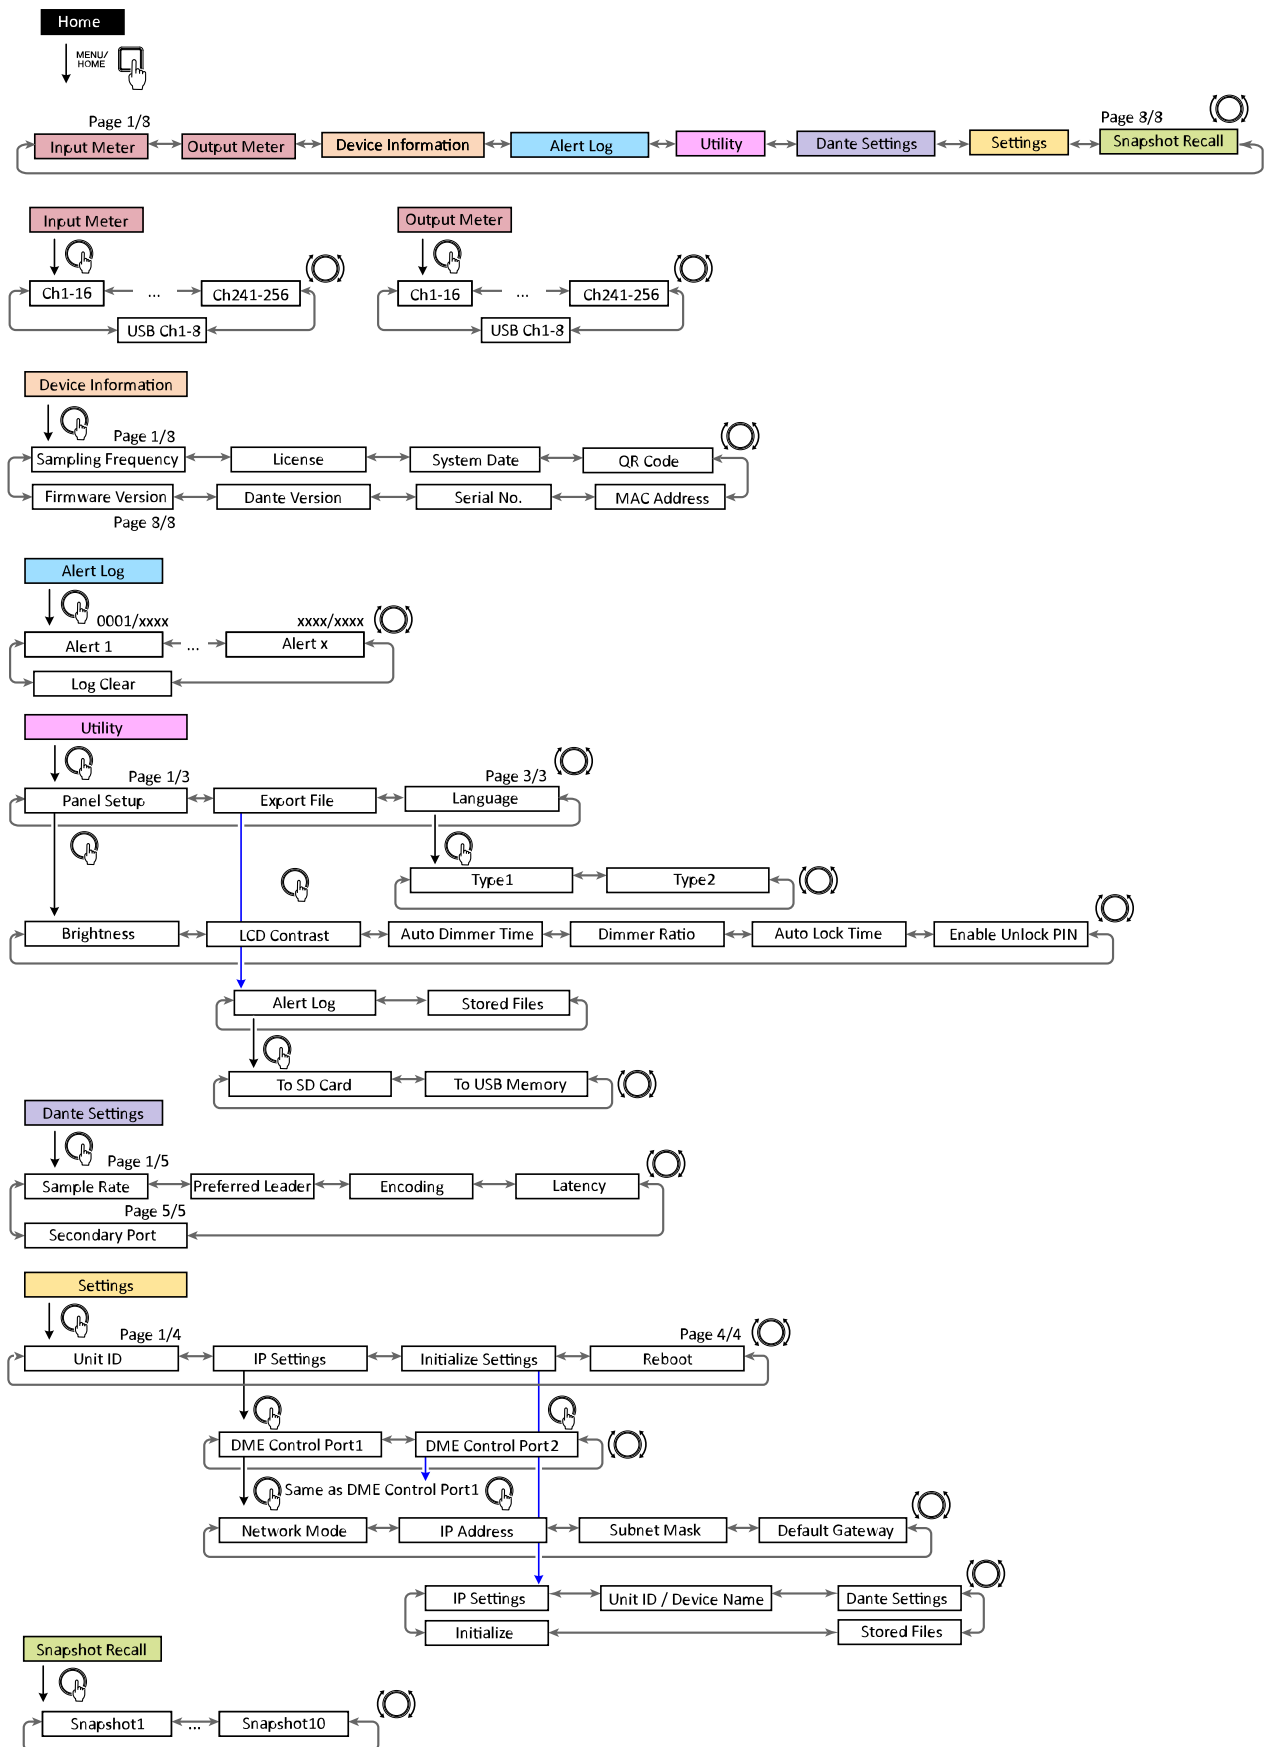 Home
MENU/
HOME
Page 1/8
Page 8/8
Input Meter
Output Meter
Device Information
Alert Log
Utility
Dante Settings
Settings
Snapshot Recall
Input Meter
Output Meter
Ch1-16
...
Ch241-256
USB Ch1-8
Ch1-16
...
Ch241-256
USB Ch1-8
Device Information
Page 1/8
Sampling Frequency
License
System Date
QR Code
Firmware Version
Dante Version
Serial No.
MAC Address
Page 8/8
Alert Log
0001/xxxx
xxxx/xxxx
Alert 1
...
Alert x
Log Clear
Utility
Page 1/3
Page 3/3
Panel Setup
Export File
Language
Type1
Type2
Brightness
LCD Contrast
Auto Dimmer Time
Dimmer Ratio
Auto Lock Time
Enable Unlock PIN
Alert Log
Stored Files
To SD Card
To USB Memory
Dante Settings
Page 1/5
Sample Rate
Preferred Leader
Encoding
Latency
Page 5/5
Secondary Port
Settings
Page 1/4
Page 4/4
Unit ID
IP Settings
Initialize Settings
Reboot
DME Control Port1
DME Control Port2
Same as DME Control Port1
Network Mode
IP Address
Subnet Mask
Default Gateway
IP Settings
Unit ID / Device Name
Dante Settings
Initialize
Stored Files
Snapshot Recall
Snapshot1
...
Snapshot10